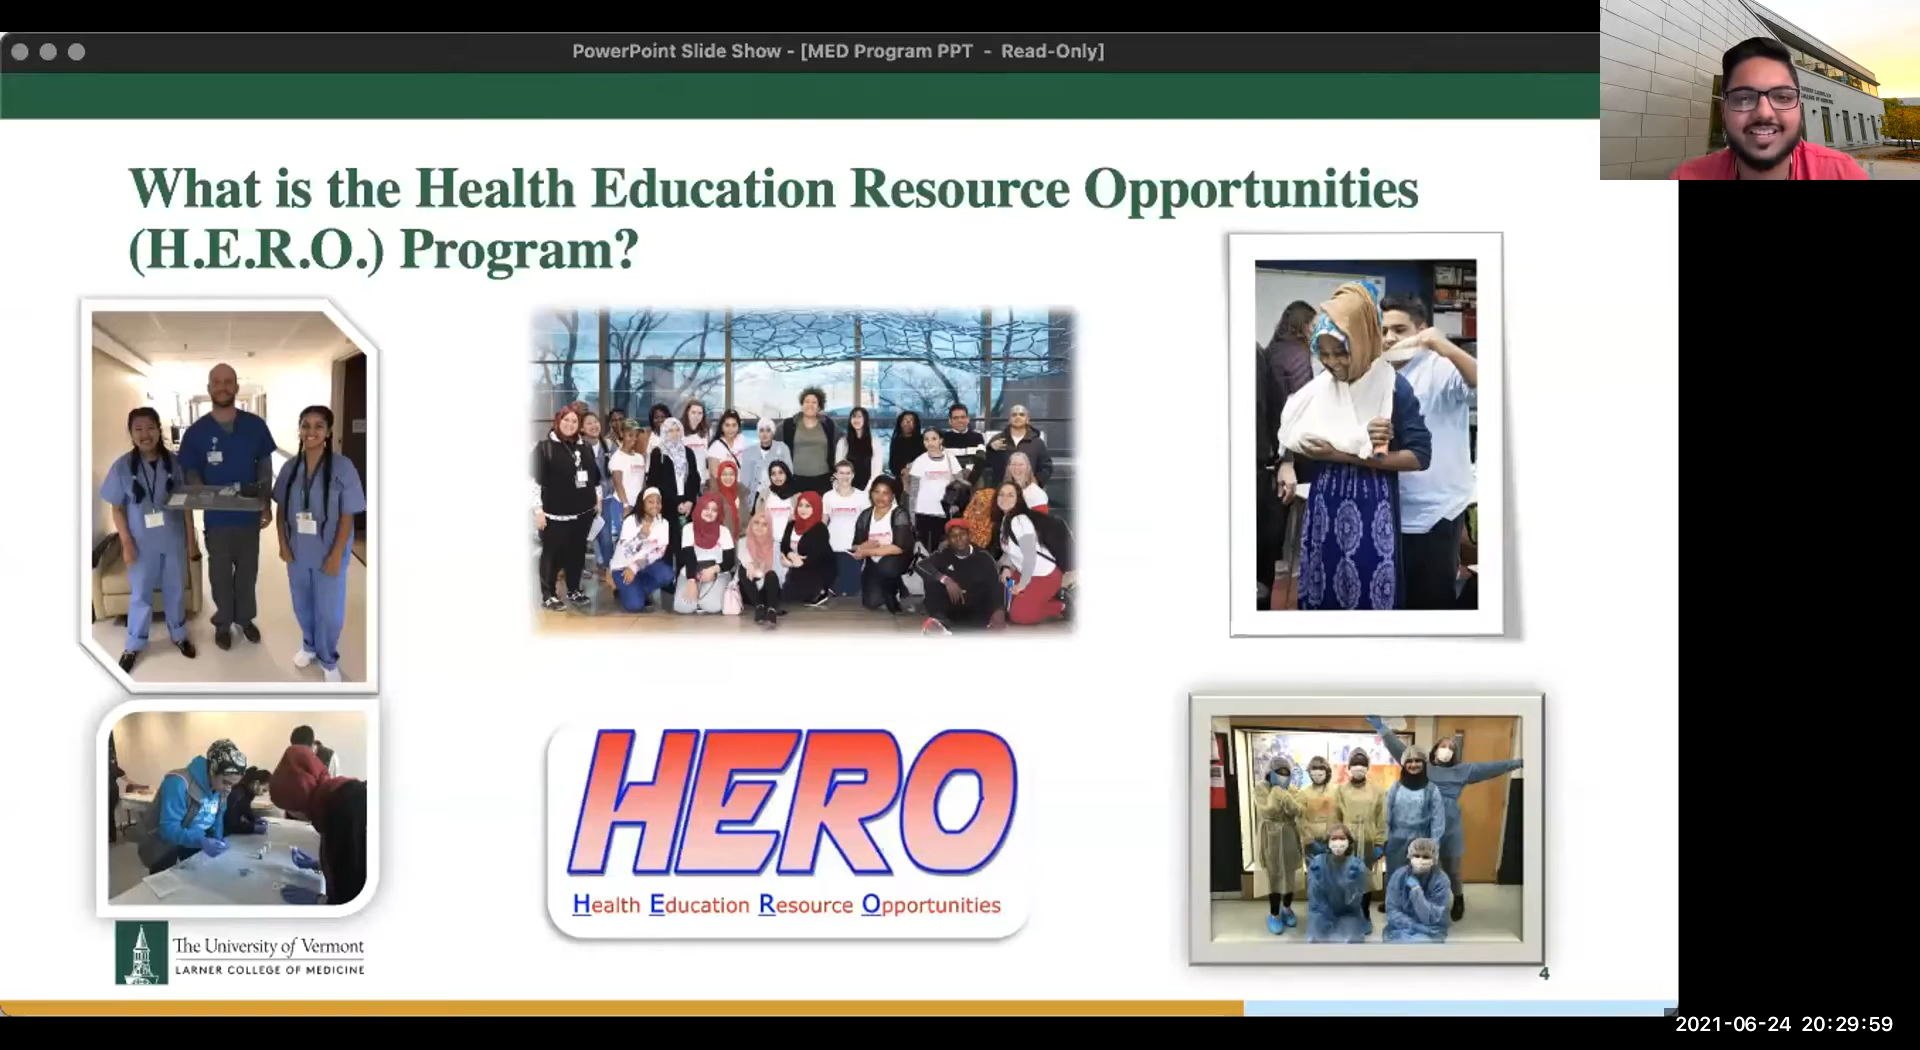 PowerPoint Slide Show - [MED Program PPT - Read-Only]
What is the Health Education Resource Opportunities
(H.E.R.O.) Program?
HERO
Health Education Resource Opportunities
The University of Vermont
LARNER COLLEGE OF MEDICINE
4
2021-06-24 20:29:59